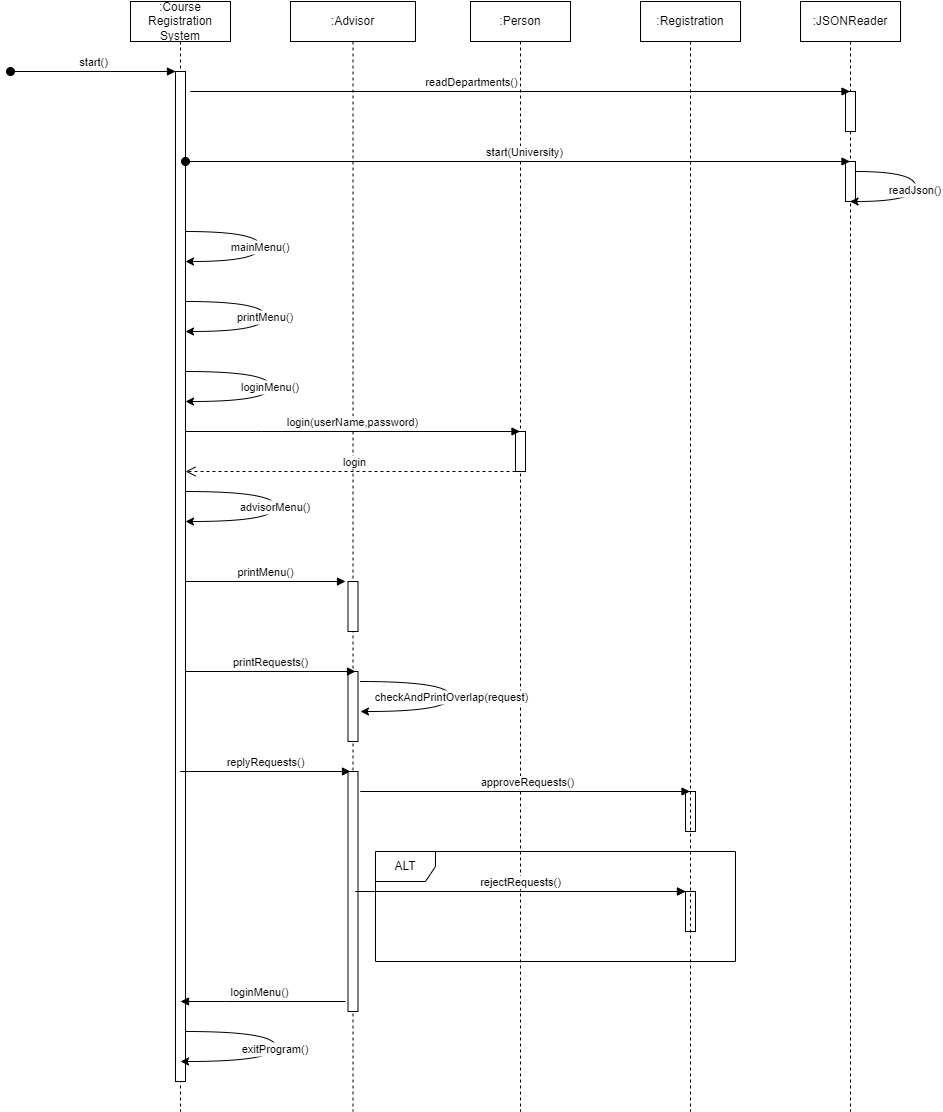 :Course
Registration
System
:Advisor
:Person
:Registration
:JSONReader
start()
readDepartments()
start(University)
readJson()
mainMenu()
printMenu()
loginMenu()
login(userName,password)
login
advisorMenu()
printMenu()
printRequests()
checkAndPrintOverlap(request)
replyRequests()
approveRequests()
ALT
rejectRequests()
loginMenu()
exitProgram()